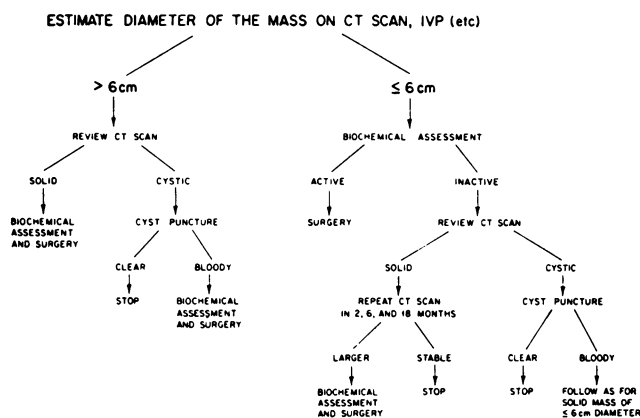 ESTIMATE DIAMETER OF THE MASS ON CT SCAN, IVP (etc)
> 6cm
≤ 6cm
REVIEW CT SCAN
BIOCHEMICAL ASSESSMENT
SOLID
CYSTIC
ACTIVE
INACTIVE
BIOCHEMICAL
ASSESSMENT
AND SURGERY
CYST PUNCTURE
SURGERY
REVIEW CT SCAN
CLEAR
BLOODY
SOLID
CYSTIC
STOP
BIOCHEMICAL
ASSESSMENT
AND SURGERY
REPEAT CT SCAN
IN 2, 6, AND 18 MONTHS
CYST PUNCTURE
LARGER
STABLE
CLEAR
BLOODY
BIOCHEMICAL
ASSESSMENT
AND SURGERY
STOP
STOP
FOLLOW AS FOR
SOLID MASS OF
≤ 6cm DIAMETER